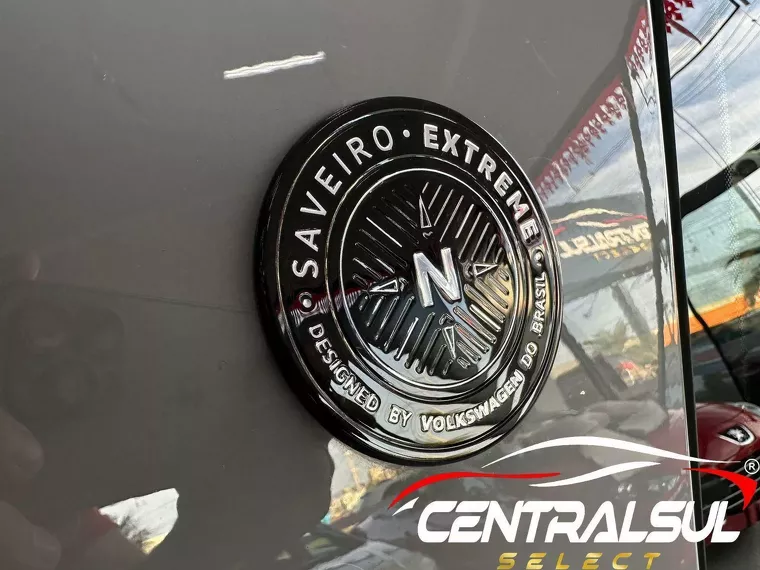 SAVEIRO • EXTREME
N
DESIGNED BY VOLKSWAGEN DO BRASIL
CENTRALSUL®
SELECT